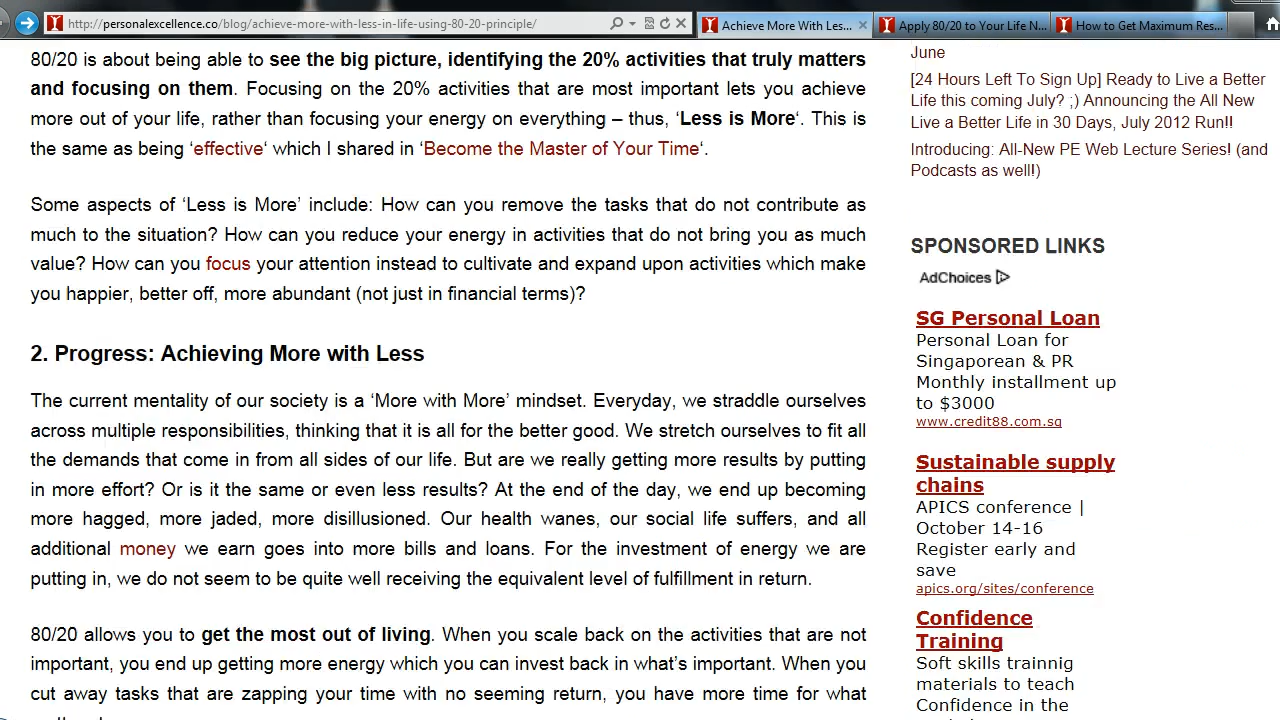 http://personalexcellence.co/blog/achieve-more-with-less-in-life-using-80-20-principle/
Achieve More With Les...
Apply 80/20 to Your Life N...
How to Get Maximum Res...
80/20 is about being able to see the big picture, identifying the 20% activities that truly matters
and focusing on them. Focusing on the 20% activities that are most important lets you achieve
more out of your life, rather than focusing your energy on everything – thus, ‘Less is More‘. This is
the same as being ‘effective‘ which I shared in ‘Become the Master of Your Time‘.
Some aspects of ‘Less is More’ include: How can you remove the tasks that do not contribute as
much to the situation? How can you reduce your energy in activities that do not bring you as much
value? How can you focus your attention instead to cultivate and expand upon activities which make
you happier, better off, more abundant (not just in financial terms)?
2. Progress: Achieving More with Less
The current mentality of our society is a ‘More with More’ mindset. Everyday, we straddle ourselves
across multiple responsibilities, thinking that it is all for the better good. We stretch ourselves to fit all
the demands that come in from all sides of our life. But are we really getting more results by putting
in more effort? Or is it the same or even less results? At the end of the day, we end up becoming
more hagged, more jaded, more disillusioned. Our health wanes, our social life suffers, and all
additional money we earn goes into more bills and loans. For the investment of energy we are
putting in, we do not seem to be quite well receiving the equivalent level of fulfillment in return.
80/20 allows you to get the most out of living. When you scale back on the activities that are not
important, you end up getting more energy which you can invest back in what’s important. When you
cut away tasks that are zapping your time with no seeming return, you have more time for what
June
[24 Hours Left To Sign Up] Ready to Live a Better
Life this coming July? ;) Announcing the All New
Live a Better Life in 30 Days, July 2012 Run!!
Introducing: All-New PE Web Lecture Series! (and
Podcasts as well!)
SPONSORED LINKS
AdChoices
SG Personal Loan
Personal Loan for
Singaporean & PR
Monthly installment up
to $3000
www.credit88.com.sg
Sustainable supply
chains
APICS conference |
October 14-16
Register early and
save
apics.org/sites/conference
Confidence
Training
Soft skills trainnig
materials to teach
Confidence in the